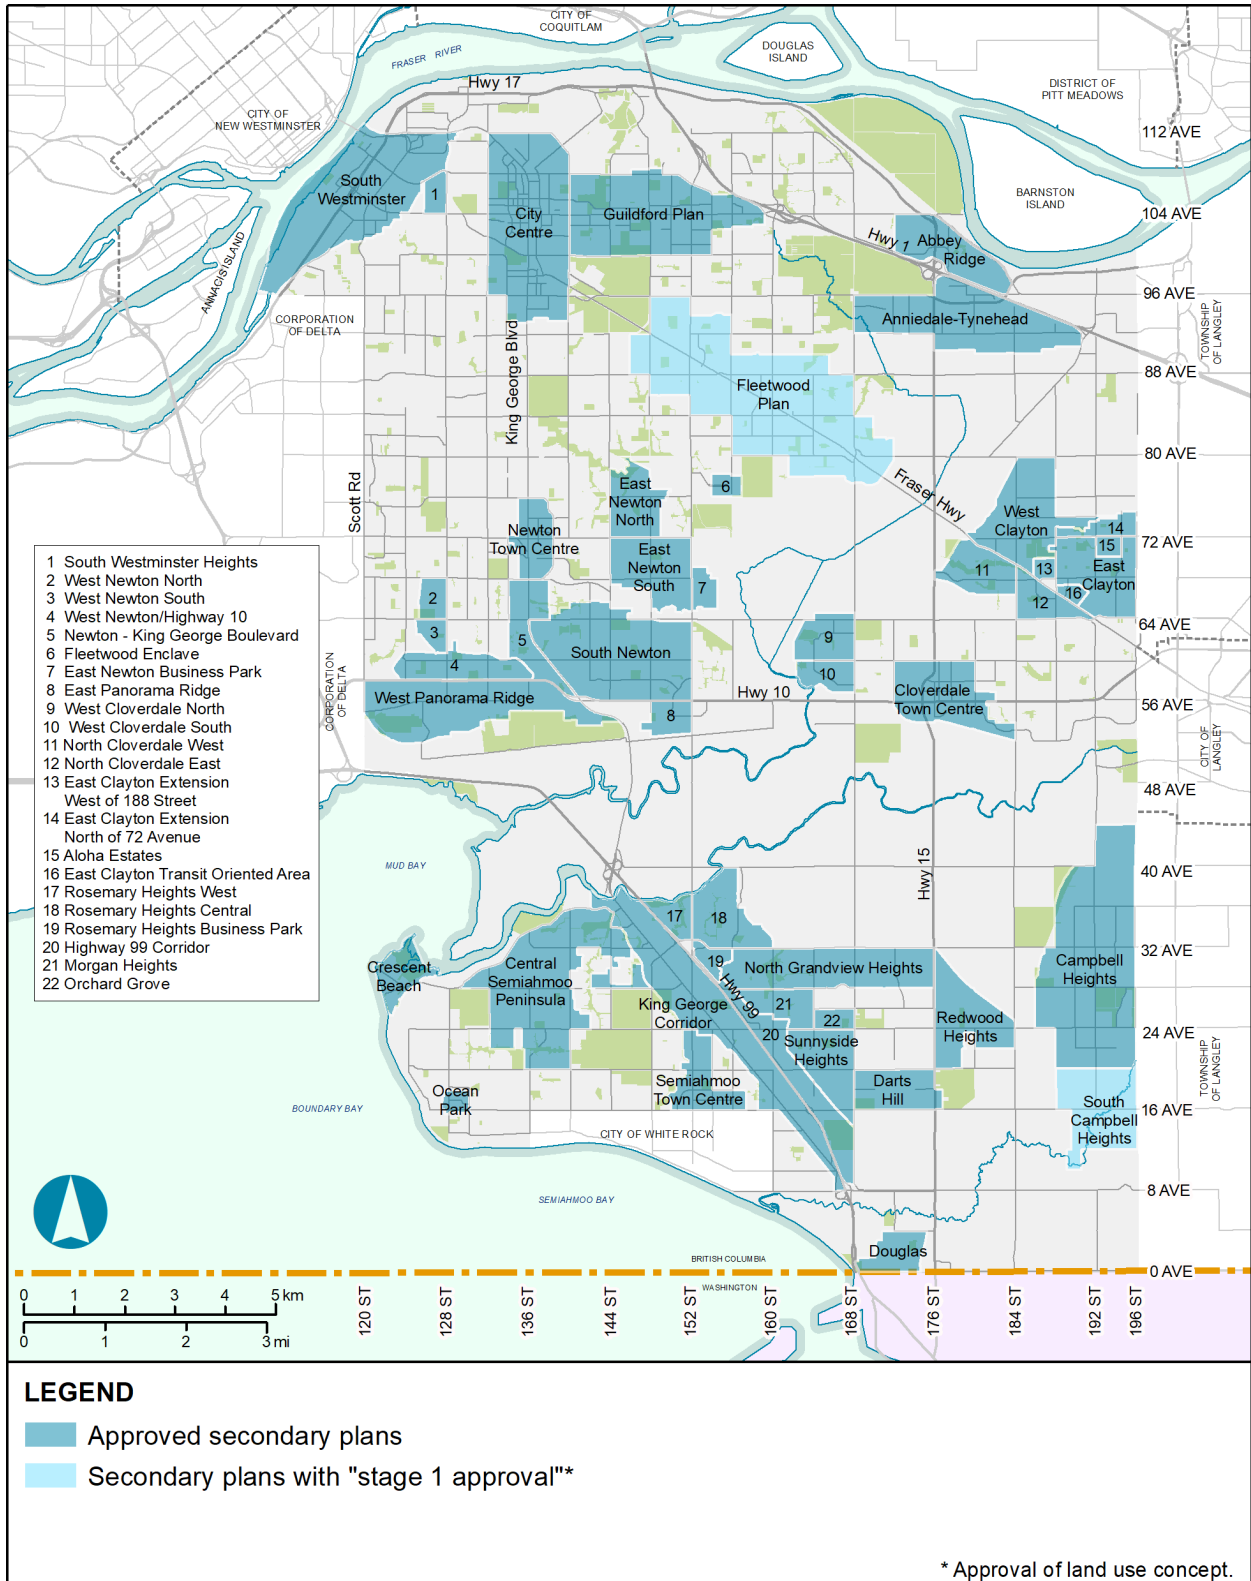 CITY OF
COQUITLAM
FRASER RIVER
DOUGLAS
ISLAND
Hwy 17
DISTRICT OF
PITT MEADOWS
CITY OF
NEW WESTMINSTER
112 AVE
South
Westminster
1
City
Centre
Guildford Plan
BARNSTON
ISLAND
104 AVE
Hwy 1
Abbey
Ridge
ANNACIS ISLAND
96 AVE
CORPORATION
OF DELTA
Anniedale-Tynehead
TOWNSHIP
OF LANGLEY
King George Blvd
88 AVE
Fleetwood
Plan
80 AVE
Scott Rd
East
Newton
North
6
Fraser Hwy
West
Clayton
14
Newton
Town Centre
72 AVE
15
East
Newton
South
7
11
13
East
Clayton
16
12
1 South Westminster Heights
2 West Newton North
3 West Newton South
4 West Newton/Highway 10
5 Newton - King George Boulevard
6 Fleetwood Enclave
7 East Newton Business Park
8 East Panorama Ridge
9 West Cloverdale North
10 West Cloverdale South
11 North Cloverdale West
12 North Cloverdale East
13 East Clayton Extension
West of 188 Street
14 East Clayton Extension
North of 72 Avenue
15 Aloha Estates
16 East Clayton Transit Oriented Area
17 Rosemary Heights West
18 Rosemary Heights Central
19 Rosemary Heights Business Park
20 Highway 99 Corridor
21 Morgan Heights
22 Orchard Grove
2
3
5
9
64 AVE
4
South Newton
10
CORPORATION
OF DELTA
West Panorama Ridge
Hwy 10
Cloverdale
Town Centre
56 AVE
8
CITY OF
LANGLEY
48 AVE
MUD BAY
Hwy 15
40 AVE
17
18
32 AVE
Crescent
Beach
Central
Semiahmoo
Peninsula
19
North Grandview Heights
Campbell
Heights
Hwy 99
King George
Corridor
21
22
20
Redwood
Heights
24 AVE
Sunnyside
Heights
TOWNSHIP
OF LANGLEY
Ocean
Park
Semiahmoo
Town Centre
Darts
Hill
BOUNDARY BAY
South
Campbell
Heights
16 AVE
CITY OF WHITE ROCK
8 AVE
SEMIAHMOO BAY
Douglas
BRITISH COLUMBIA
0 AVE
WASHINGTON
0 1 2 3 4 5 km
0 1 2 3 mi
120 ST
128 ST
136 ST
144 ST
152 ST
160 ST
168 ST
176 ST
184 ST
192 ST
196 ST
LEGEND
Approved secondary plans
Secondary plans with "stage 1 approval"*
* Approval of land use concept.